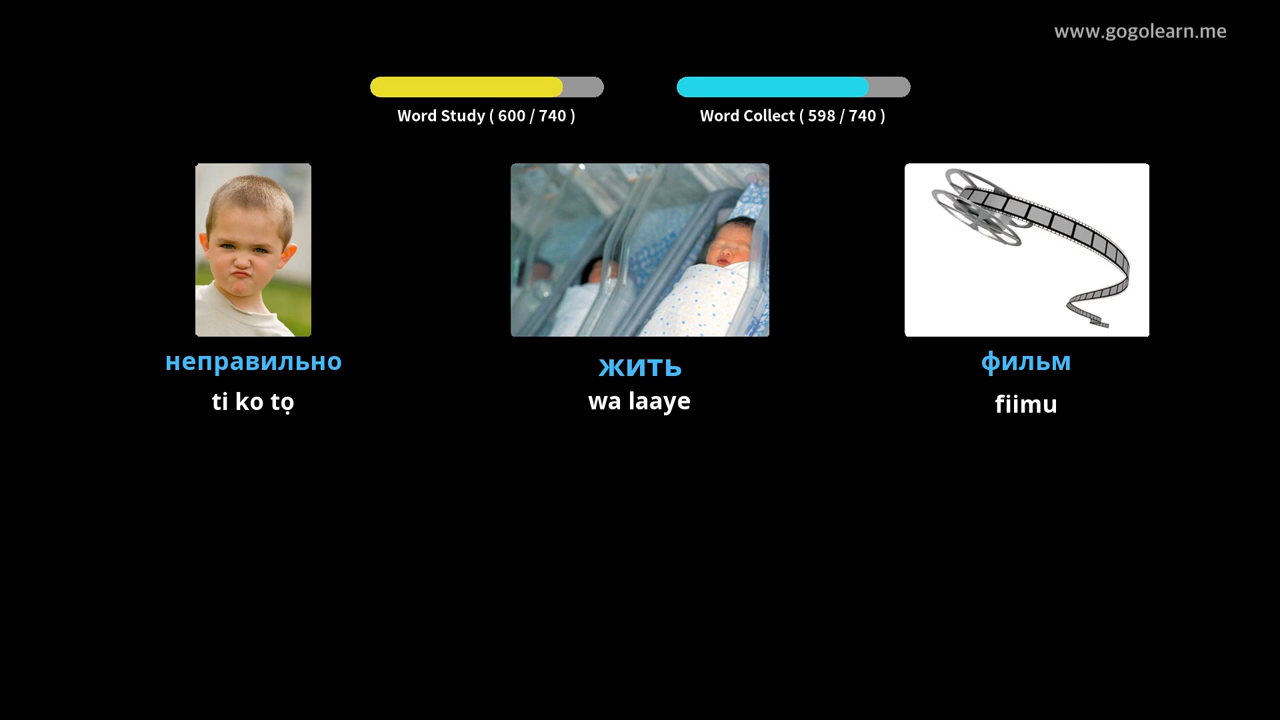 www.gogolearn.me
Word Study ( 600 / 740 )
Word Collect ( 598 / 740 )
неправильно
ti ko tọ
жить
wa laaye
фильм
fiimu